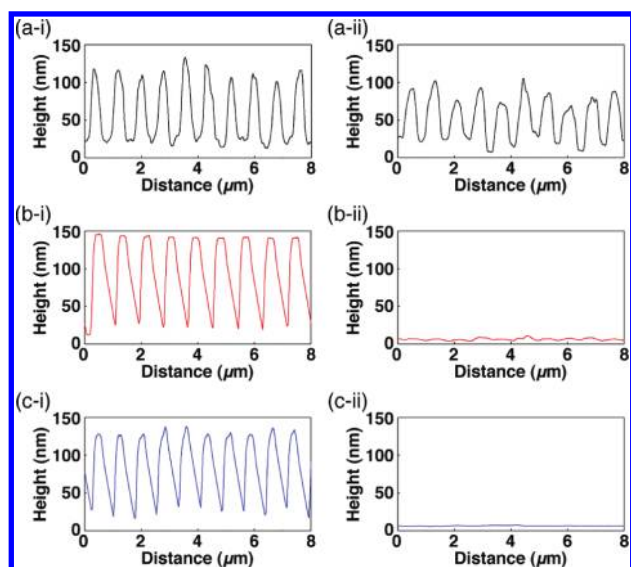 (a-i)
150
100
50
0
Height (nm)
0 2 4 6 8
Distance (µm)
(a-ii)
150
100
50
0
Height (nm)
0 2 4 6 8
Distance (µm)
(b-i)
150
100
50
0
Height (nm)
0 2 4 6 8
Distance (µm)
(b-ii)
150
100
50
0
Height (nm)
0 2 4 6 8
Distance (µm)
(c-i)
150
100
50
0
Height (nm)
0 2 4 6 8
Distance (µm)
(c-ii)
150
100
50
0
Height (nm)
0 2 4 6 8
Distance (µm)